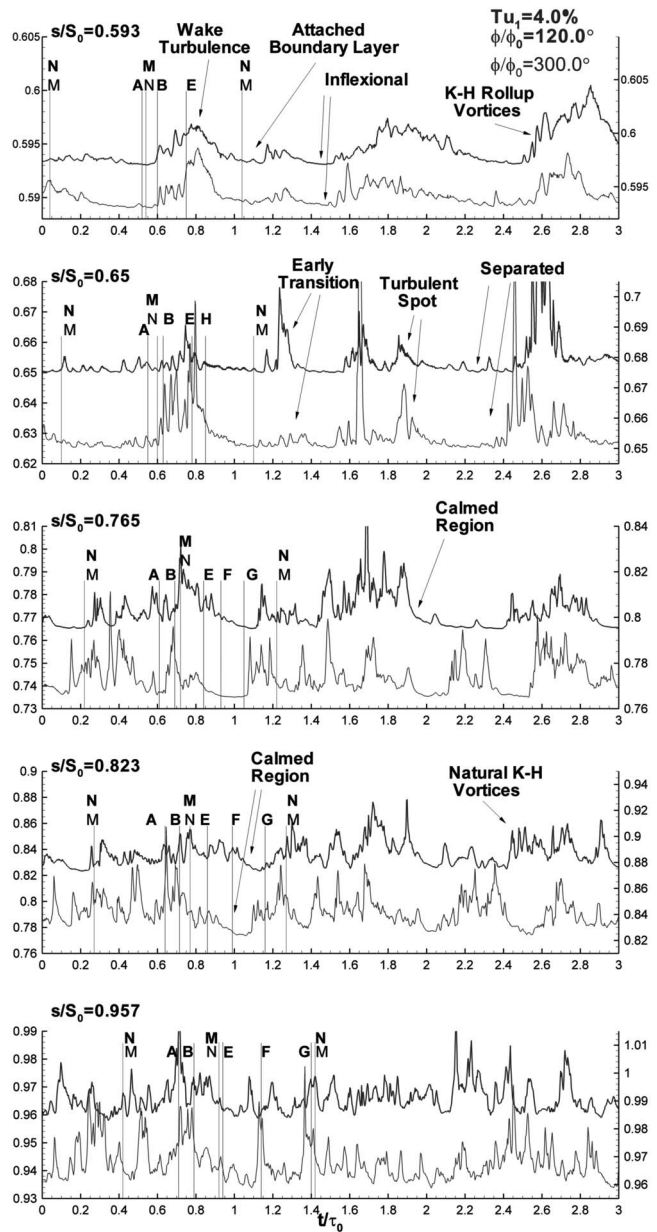 Tu₁=4.0%
ϕ/ϕ₀=120.0°
ϕ/ϕ₀=300.0°
s/S₀=0.593
Wake
Turbulence
Attached
Boundary Layer
Inflexional
K-H Rollup
Vortices
N M N
M A N B E M
0.605
0.6
0.595
0.59
0.605
0.6
0.595
0 0.2 0.4 0.6 0.8 1 1.2 1.4 1.6 1.8 2 2.2 2.4 2.6 2.8 3
s/S₀=0.65
Early
Transition
Turbulent
Spot
Separated
N M N
M A N B E H M
0.68
0.67
0.66
0.65
0.64
0.63
0.62
0.7
0.69
0.68
0.67
0.66
0.65
0 0.2 0.4 0.6 0.8 1 1.2 1.4 1.6 1.8 2 2.2 2.4 2.6 2.8 3
s/S₀=0.765
Calmed
Region
N M N
M A B N E F G M
0.81
0.8
0.79
0.78
0.77
0.76
0.75
0.74
0.73
0.84
0.82
0.8
0.78
0.76
0 0.2 0.4 0.6 0.8 1 1.2 1.4 1.6 1.8 2 2.2 2.4 2.6 2.8 3
s/S₀=0.823
Calmed
Region
Natural K-H
Vortices
N M N
M A B N E F G M
0.9
0.88
0.86
0.84
0.82
0.8
0.78
0.76
0.94
0.92
0.9
0.88
0.86
0.84
0.82
0 0.2 0.4 0.6 0.8 1 1.2 1.4 1.6 1.8 2 2.2 2.4 2.6 2.8 3
s/S₀=0.957
N M N
M A B N E F G M
0.99
0.98
0.97
0.96
0.95
0.94
0.93
1.01
1
0.99
0.98
0.97
0.96
0 0.2 0.4 0.6 0.8 1 1.2 1.4 1.6 1.8 2 2.2 2.4 2.6 2.8 3
t/τ₀